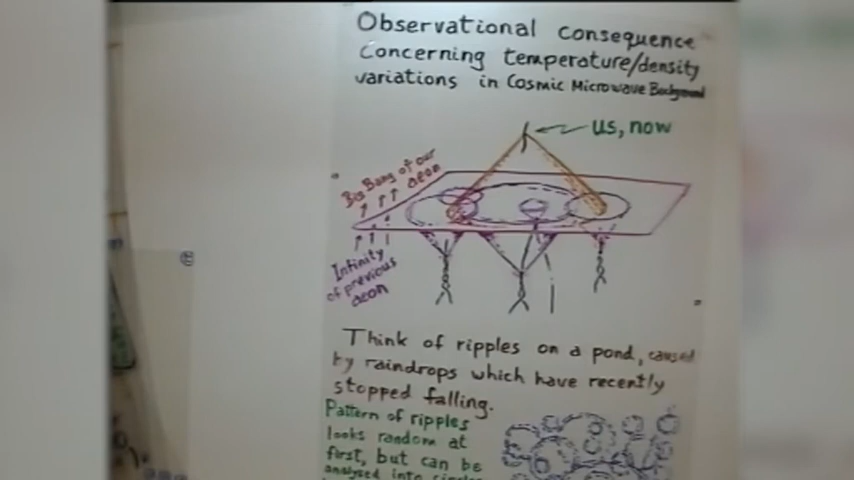 Observational consequence
Concerning temperature/density
variations in Cosmic Microwave Background
us, now
Big Bang of our
aeon
Infinity
of previous
aeon
Think of ripples on a pond, caused
by raindrops which have recently
stopped falling.
Pattern of ripples
looks random at
first, but can be
analysed into